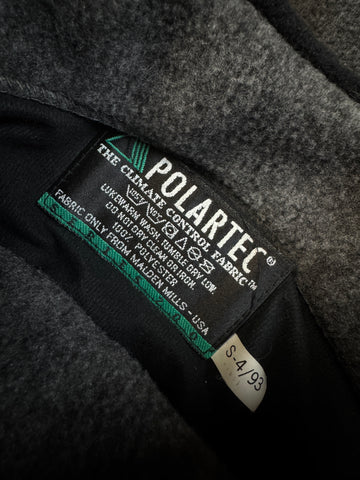 POLARTEC®
THE CLIMATE CONTROL FABRIC™
LUKEWARM WASH, TUMBLE DRY LOW.
DO NOT DRY CLEAN OR IRON.
100% POLYESTER
FABRIC ONLY FROM MALDEN MILLS - USA
S-4/93